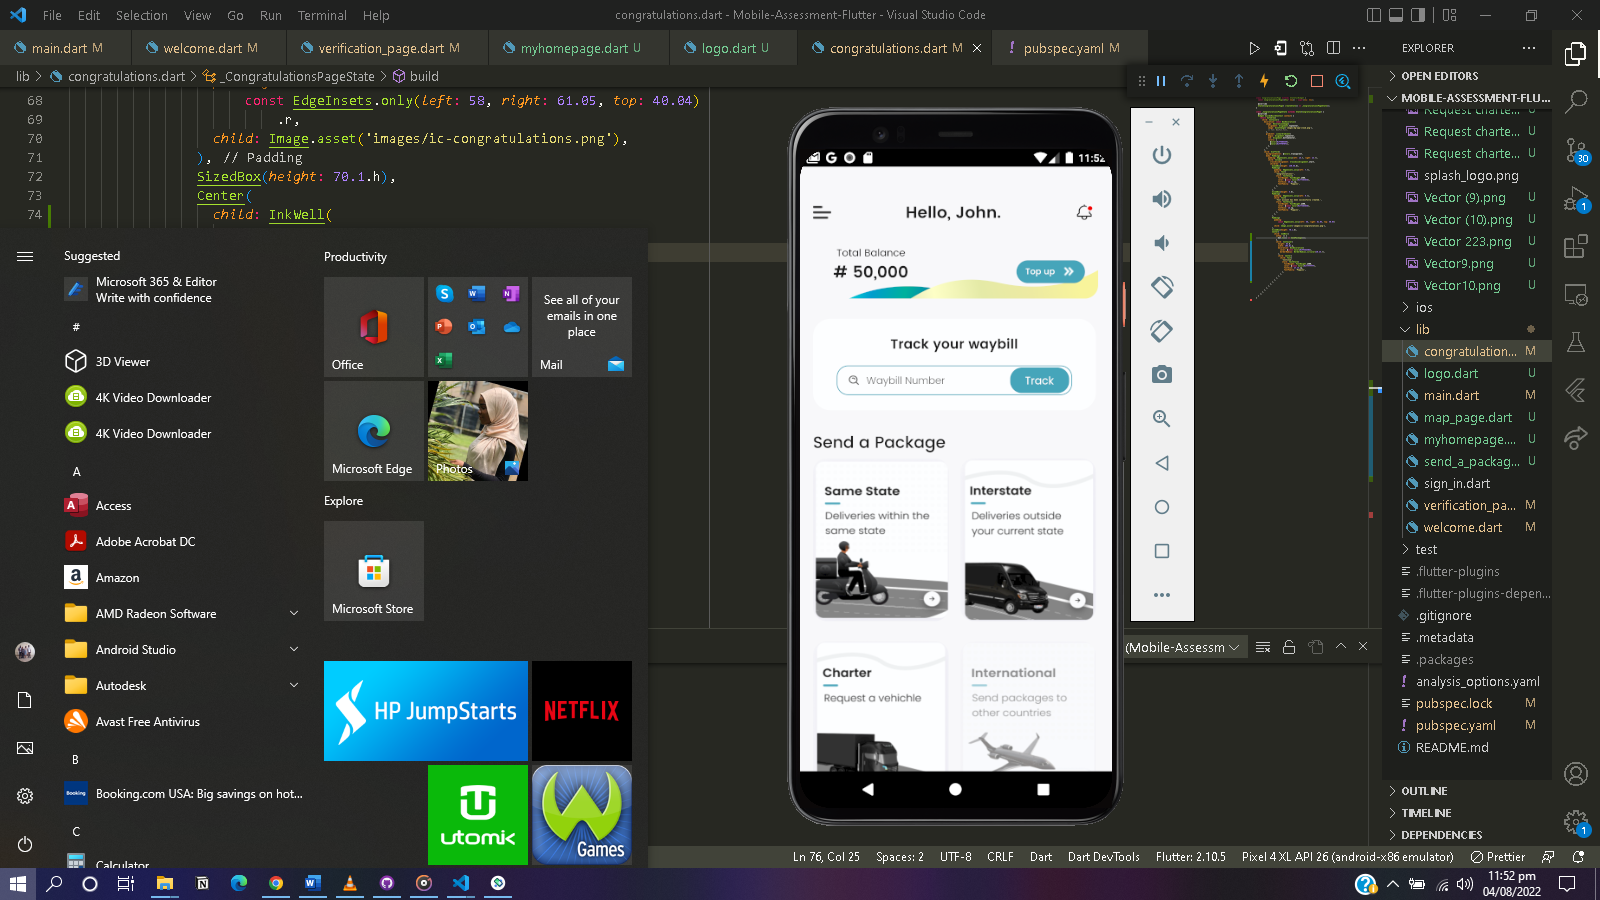 File Edit Selection View Go Run Terminal Help
congratulations.dart - Mobile-Assessment-Flutter - Visual Studio Code
main.dart M
welcome.dart M
verification_page.dart M
myhomepage.dart U
logo.dart U
congratulations.dart M
pubspec.yaml M
lib > congratulations.dart > _CongratulationsPageState > build
68 const EdgeInsets.only(left: 58, right: 61.05, top: 40.04)
69 .r,
70 child: Image.asset('images/ic-congratulations.png'),
71 ), // Padding
72 SizedBox(height: 70.1.h),
73 Center(
74 child: InkWell(
Suggested
Microsoft 365 & Editor
Write with confidence
#
3D Viewer
4K Video Downloader
4K Video Downloader
A
Access
Adobe Acrobat DC
Amazon
AMD Radeon Software
Android Studio
Autodesk
Avast Free Antivirus
B
Booking
Booking.com USA: Big savings on hot...
C
Calculator
Productivity
Office
See all of your
emails in one
place
Mail
Microsoft Edge
Photos
Explore
Microsoft Store
HP JumpStarts
NETFLIX
utomik
Games
11:52
Hello, John.
Total Balance
# 50,000
Top up
Track your waybill
Waybill Number
Track
Send a Package
Same State
Deliveries within the
same state
Interstate
Deliveries outside
your current state
Charter
Request a vehichle
International
Send packages to
other countries
(Mobile-Assessm
EXPLORER
OPEN EDITORS
MOBILE-ASSESSMENT-FLU...
Request charte... U
Request charte... U
Request charte... U
splash_logo.png
Vector (9).png U
Vector (10).png U
Vector 223.png U
Vector9.png U
Vector10.png U
ios
lib
congratulation... M
logo.dart U
main.dart M
map_page.dart U
myhomepage.... U
send_a_packag... U
sign_in.dart
verification_pa... M
welcome.dart M
test
.flutter-plugins
.flutter-plugins-depen...
.gitignore
.metadata
.packages
analysis_options.yaml
pubspec.lock M
pubspec.yaml M
README.md
OUTLINE
TIMELINE
DEPENDENCIES
30
1
1
Ln 76, Col 25 Spaces: 2 UTF-8 CRLF Dart Dart DevTools Flutter: 2.10.5 Pixel 4 XL API 26 (android-x86 emulator) Prettier
11:52 pm
04/08/2022